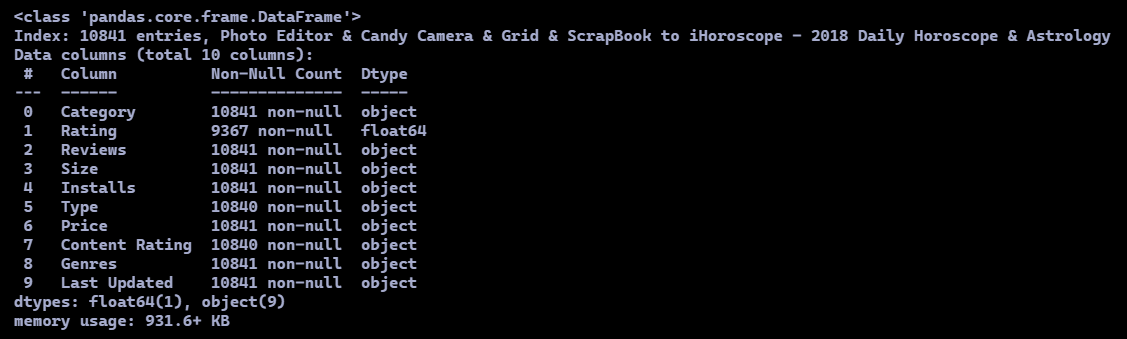 <class 'pandas.core.frame.DataFrame'>
Index: 10841 entries, Photo Editor & Candy Camera & Grid & ScrapBook to iHoroscope - 2018 Daily Horoscope & Astrology
Data columns (total 10 columns):
 #   Column          Non-Null Count  Dtype
---  ------          --------------  -----
 0   Category        10841 non-null  object
 1   Rating          9367 non-null   float64
 2   Reviews         10841 non-null  object
 3   Size            10841 non-null  object
 4   Installs        10841 non-null  object
 5   Type            10840 non-null  object
 6   Price           10841 non-null  object
 7   Content Rating  10840 non-null  object
 8   Genres          10841 non-null  object
 9   Last Updated    10841 non-null  object
dtypes: float64(1), object(9)
memory usage: 931.6+ KB